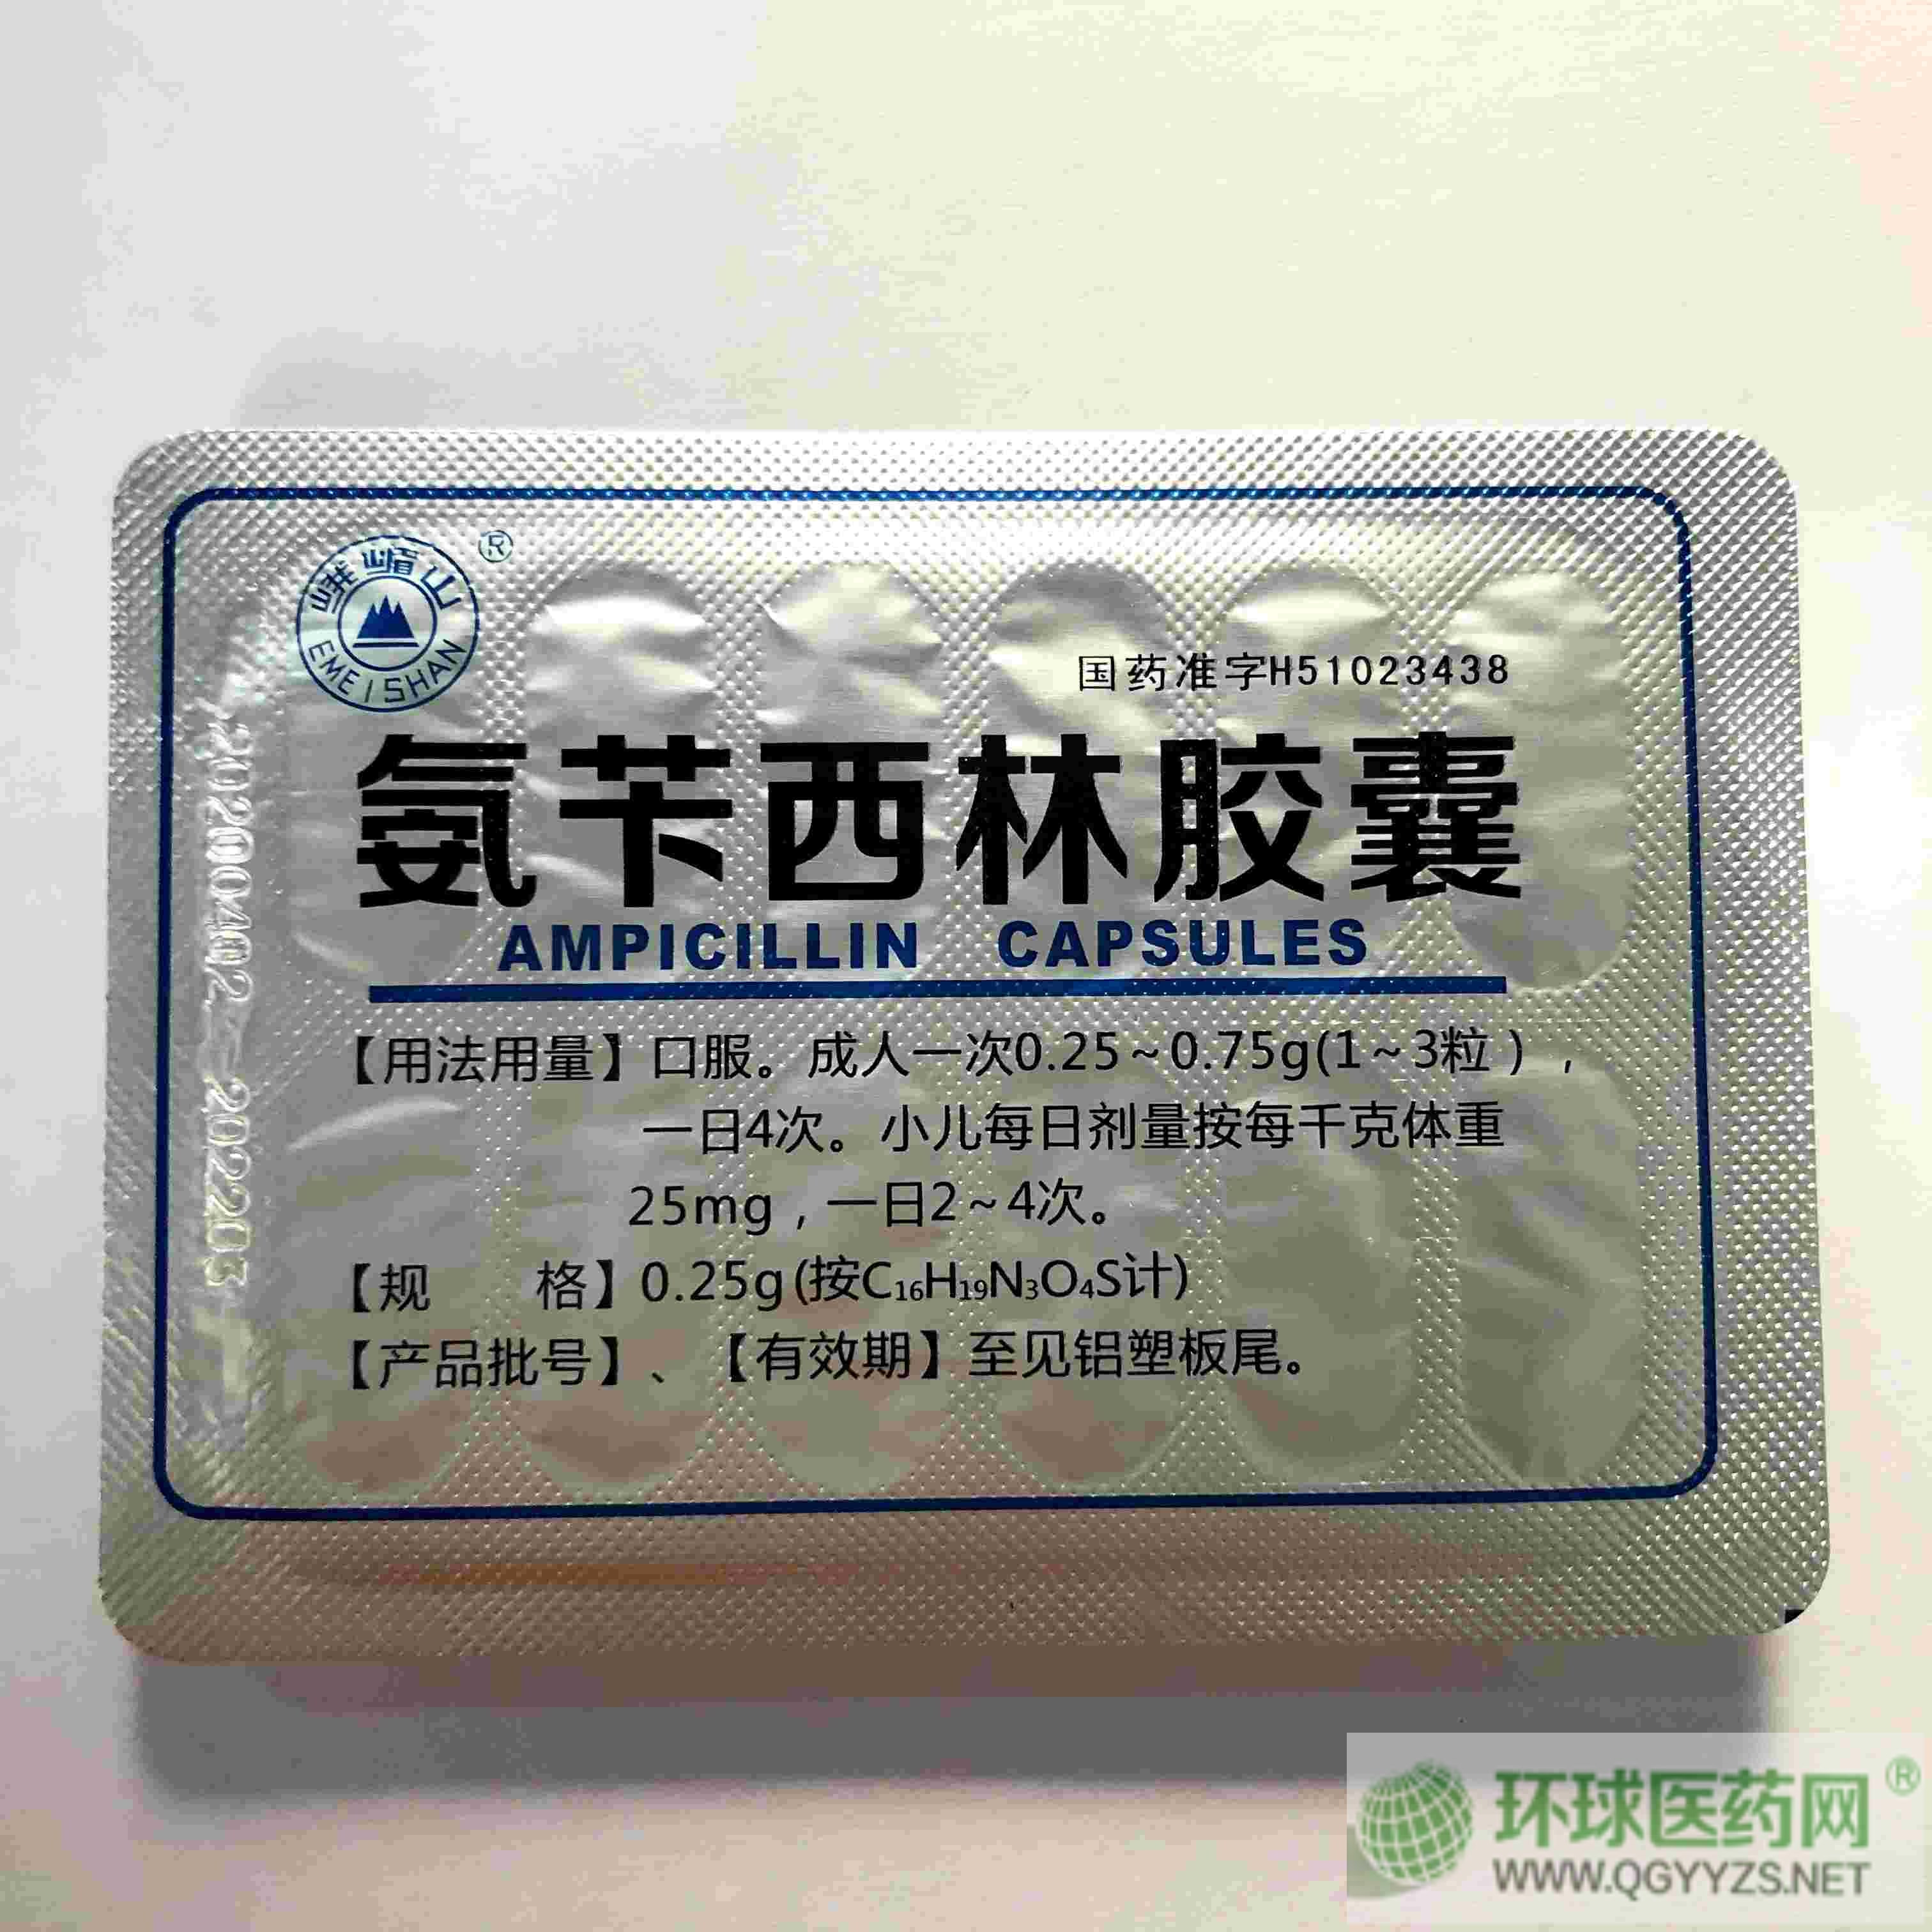 峨嵋山
EMEISHAN
®
国药准字H51023438
氨苄西林胶囊
AMPICILLIN CAPSULES
【用法用量】口服。成人一次0.25~0.75g(1~3粒),
一日4次。小儿每日剂量按每千克体重
25mg,一日2~4次。
【规 格】0.25g(按C₁₆H₁₉N₃O₄S计)
【产品批号】、【有效期】至见铝塑板尾。
20200402 202203
环球医药网®
WWW.QGYYZS.NET